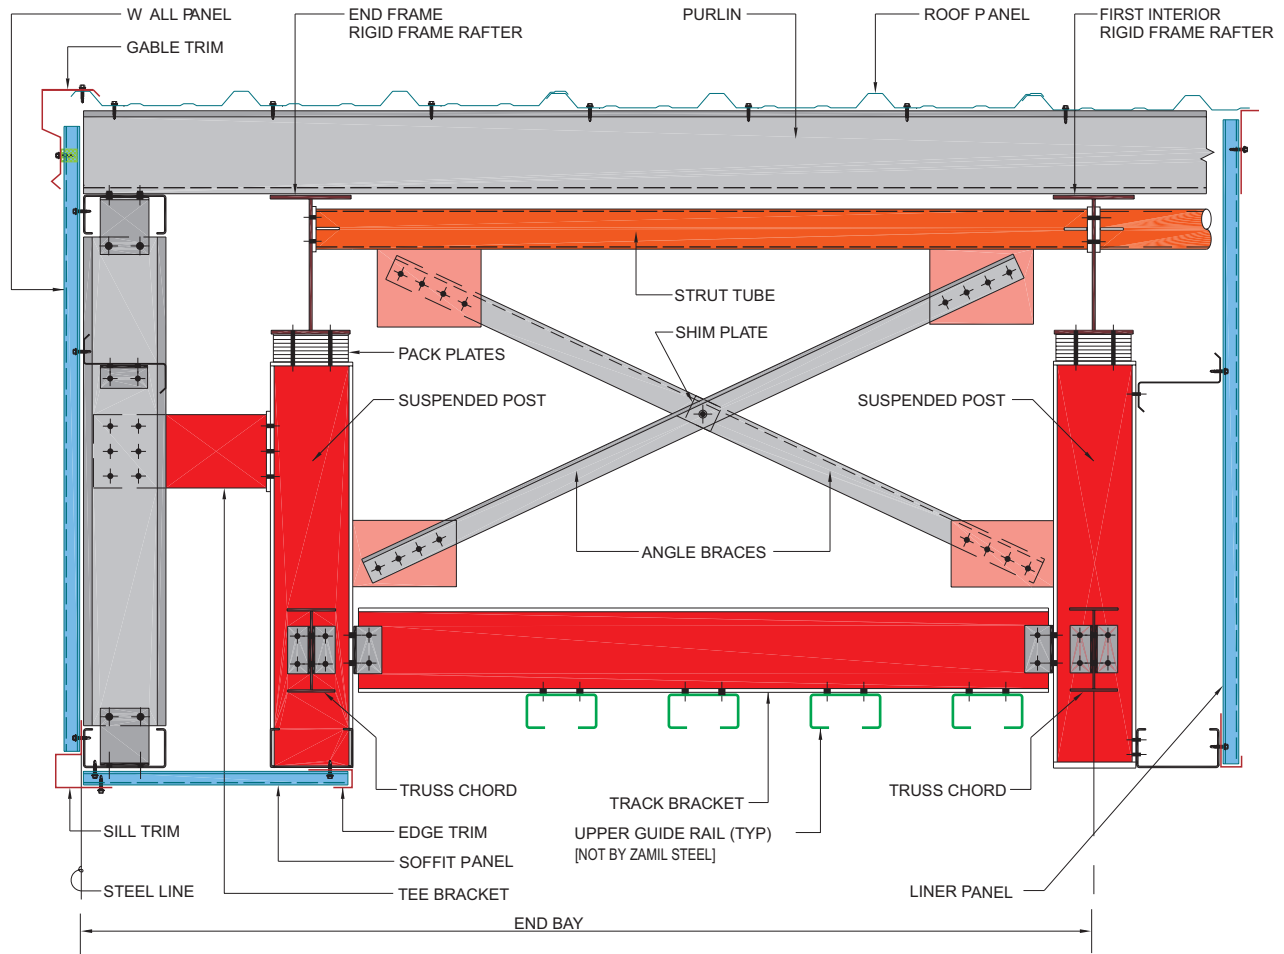 W ALL PANEL
GABLE TRIM
END FRAME
RIGID FRAME RAFTER
PURLIN
ROOF PANEL
FIRST INTERIOR
RIGID FRAME RAFTER
STRUT TUBE
SHIM PLATE
PACK PLATES
SUSPENDED POST
SUSPENDED POST
ANGLE BRACES
TRUSS CHORD
TRACK BRACKET
TRUSS CHORD
SILL TRIM
EDGE TRIM
UPPER GUIDE RAIL (TYP)
[NOT BY ZAMIL STEEL]
SOFFIT PANEL
STEEL LINE
TEE BRACKET
LINER PANEL
END BAY